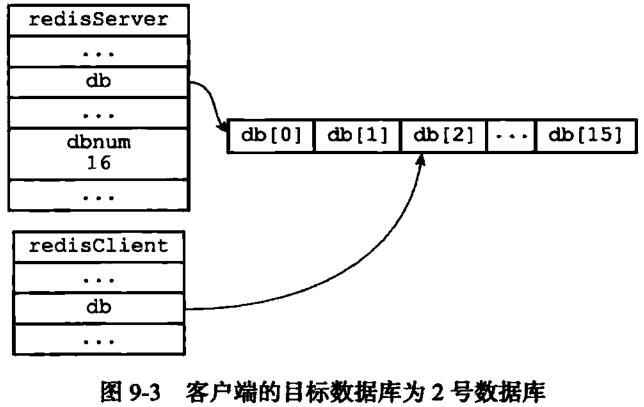 redisServer
...
db
...
dbnum
16
...
db[0] db[1] db[2] ... db[15]
redisClient
...
db
...
图 9-3 客户端的目标数据库为 2 号数据库